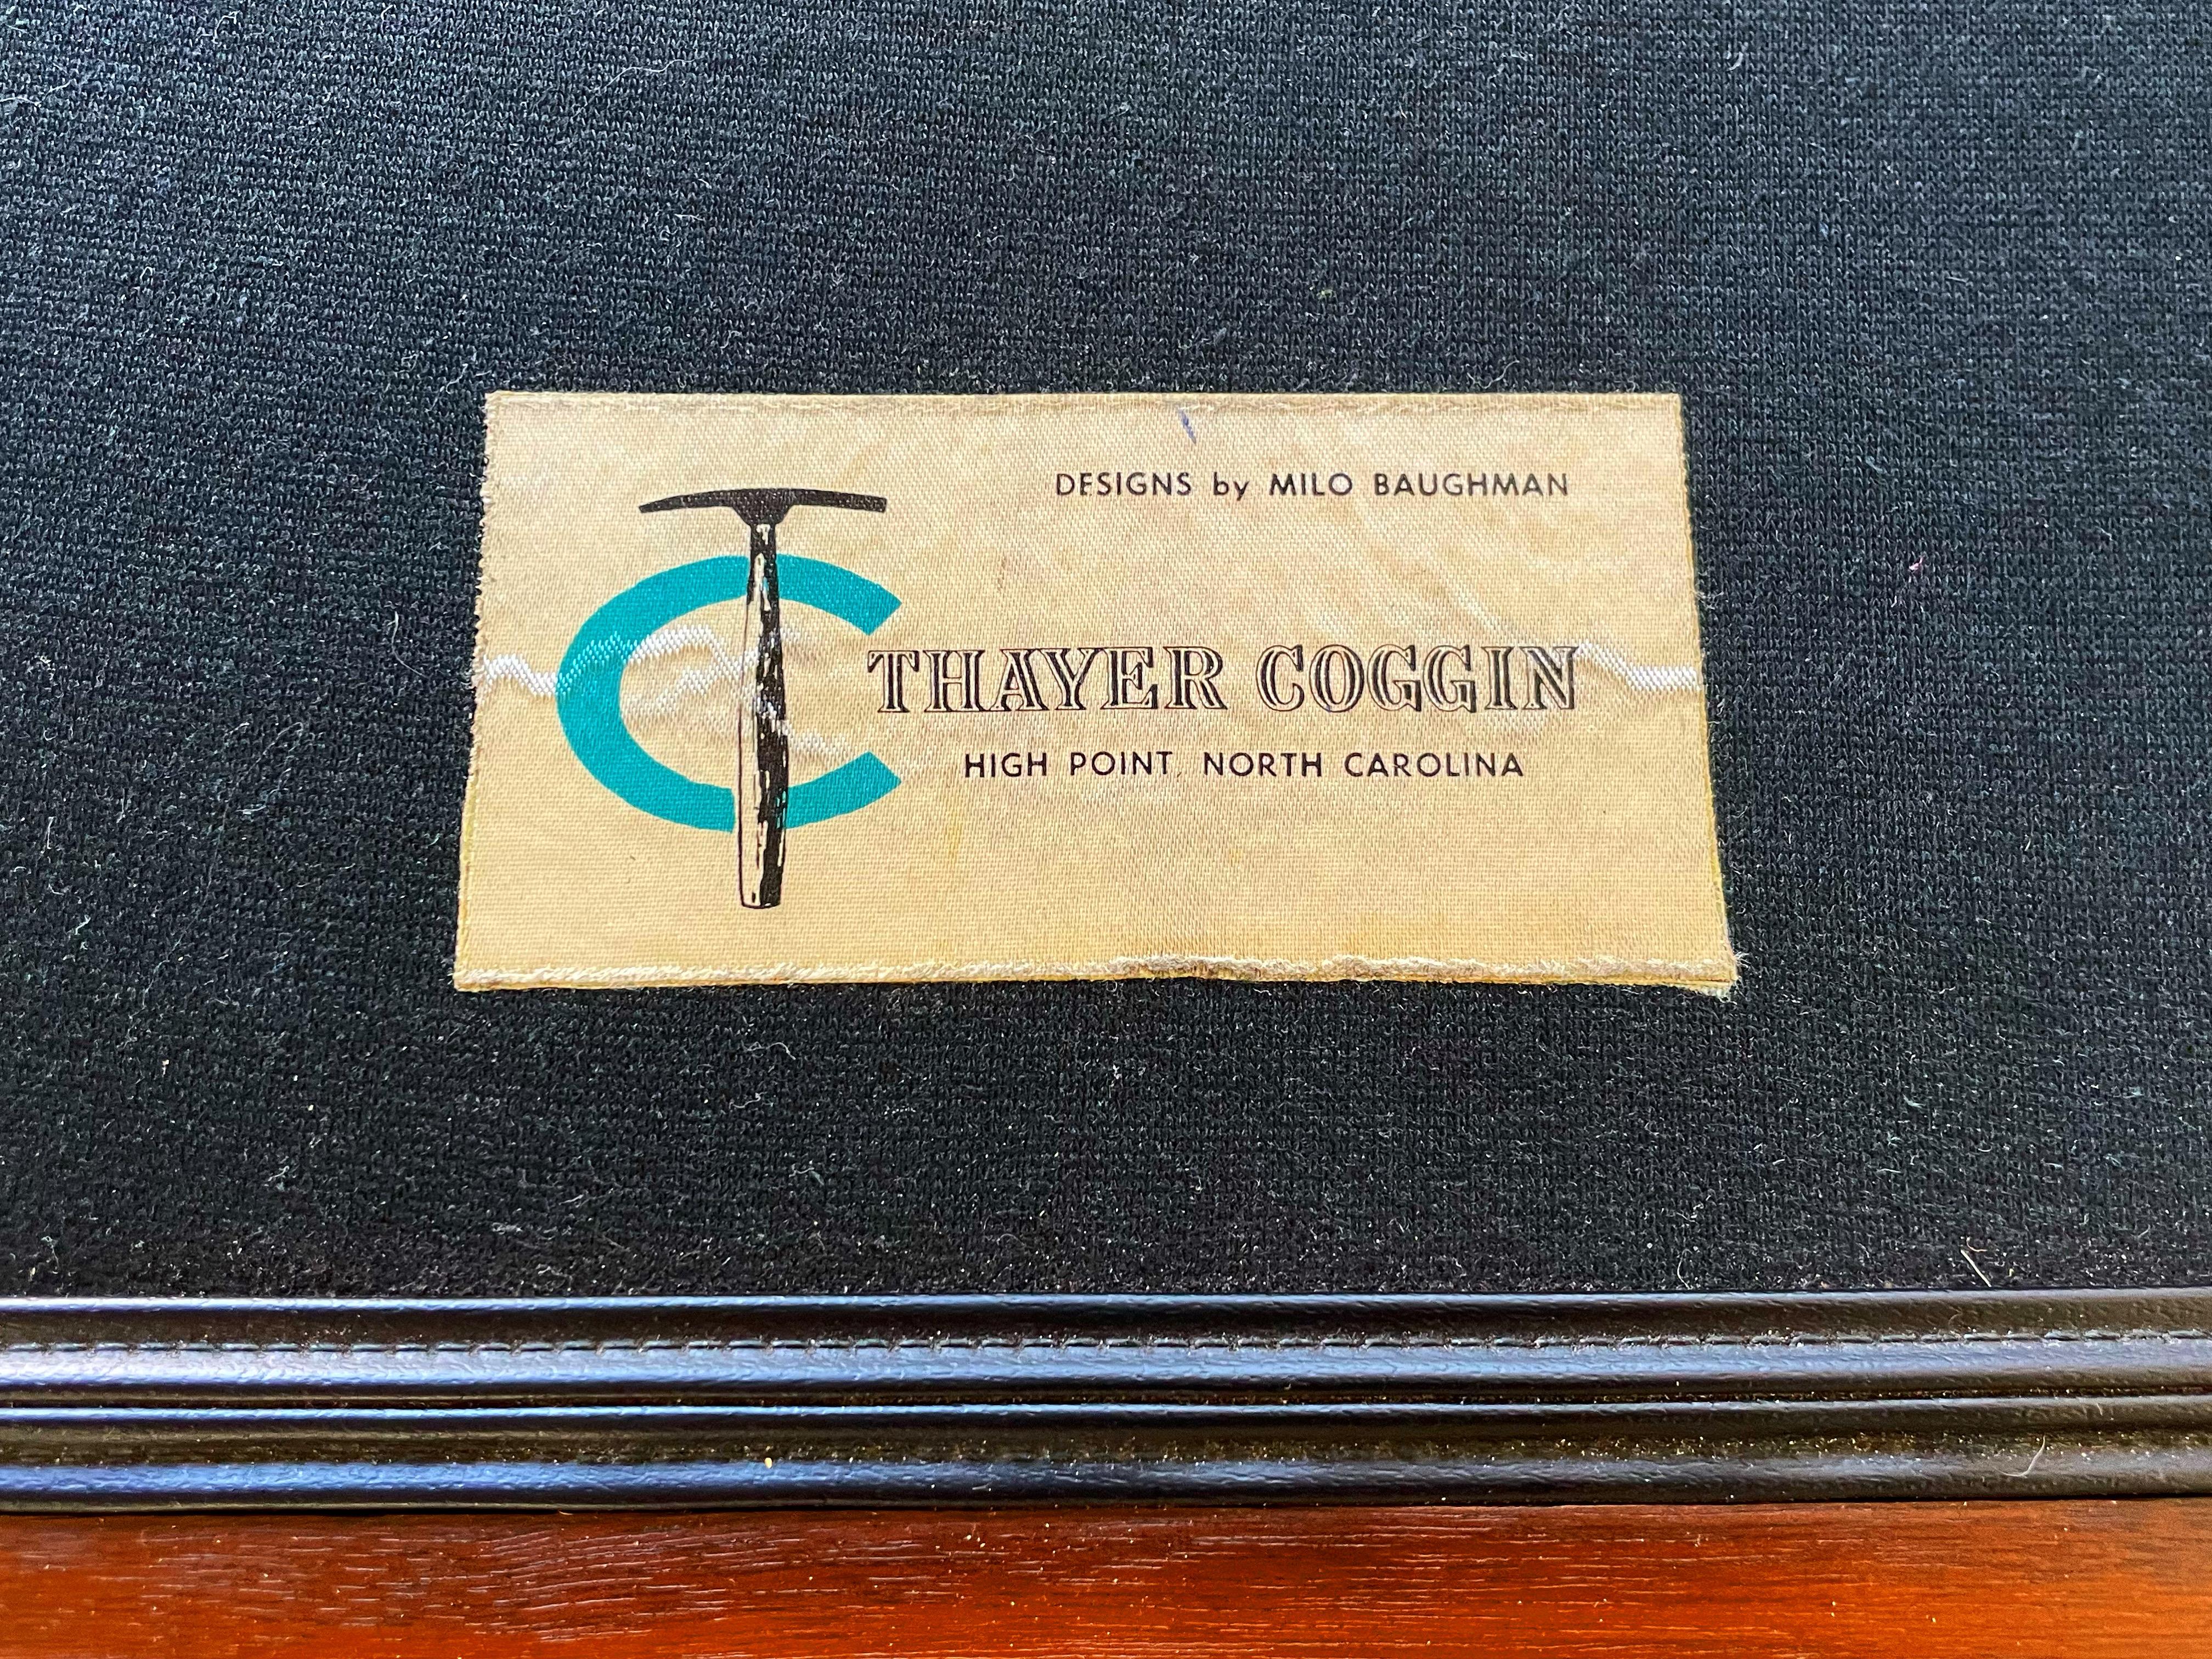 DESIGNS by MILO BAUGHMAN
THAYER COGGIN
HIGH POINT, NORTH CAROLINA